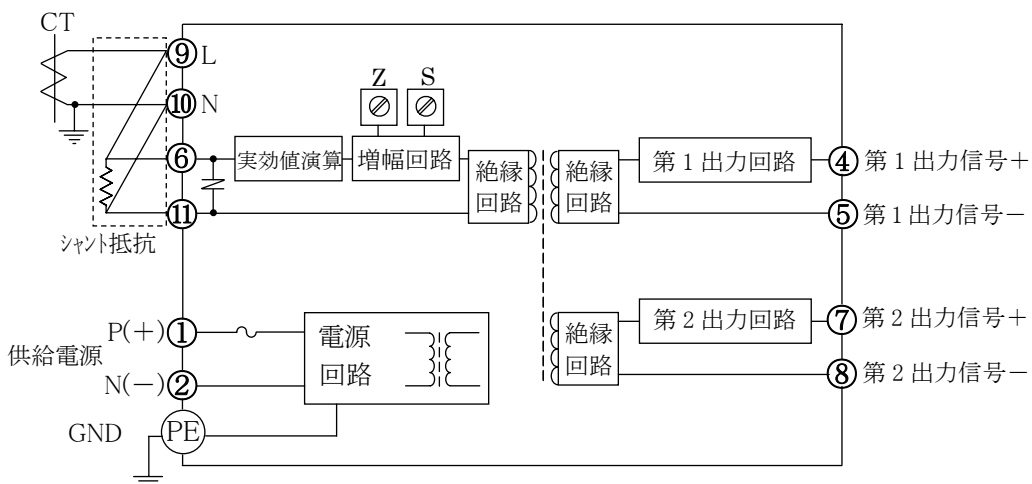 CT
⑨ L
⑩ N
Z S
⑥ 実効値演算 増幅回路
絶縁
回路
絶縁
回路
第1出力回路 ④ 第1出力信号+
⑪
⑤ 第1出力信号-
シャント抵抗
P(+) ①
供給電源
N(-) ②
電源
回路
絶縁
回路
第2出力回路 ⑦ 第2出力信号+
⑧ 第2出力信号-
GND PE